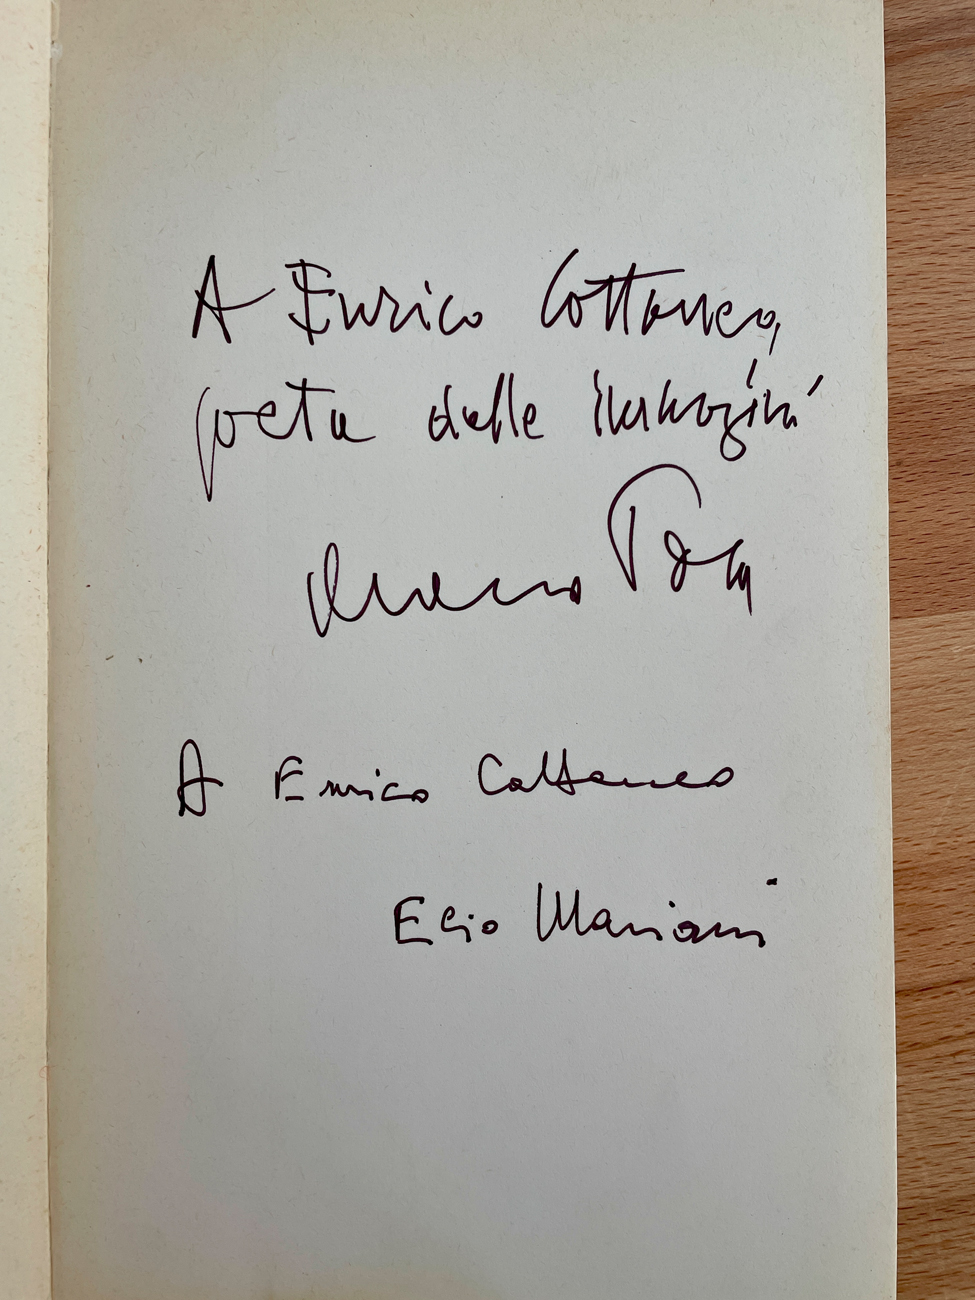 A Enrico Cattaneo,
poeta delle immagini
A Enrico Cattaneo
Elio Mariani